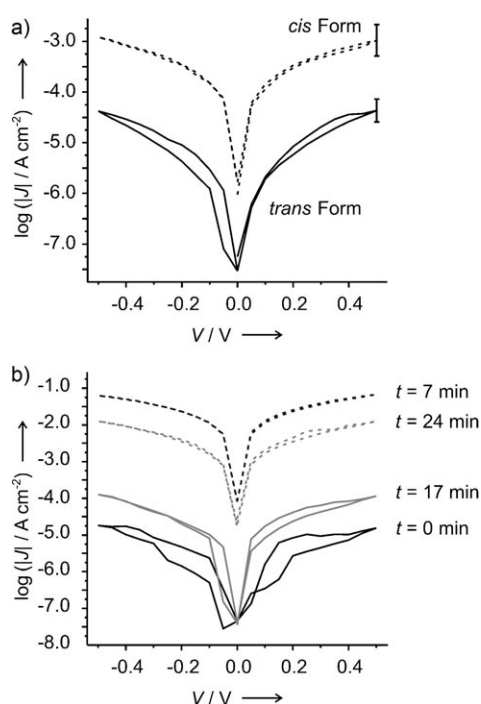 a)
cis Form
-3.0
-4.0
-5.0
-6.0
-7.0
log (|J| / A cm-2)
trans Form
-0.4 -0.2 0.0 0.2 0.4
V / V
b)
-1.0
-2.0
-3.0
-4.0
-5.0
-6.0
-7.0
-8.0
log (|J| / A cm-2)
t = 7 min
t = 24 min
t = 17 min
t = 0 min
-0.4 -0.2 0.0 0.2 0.4
V / V